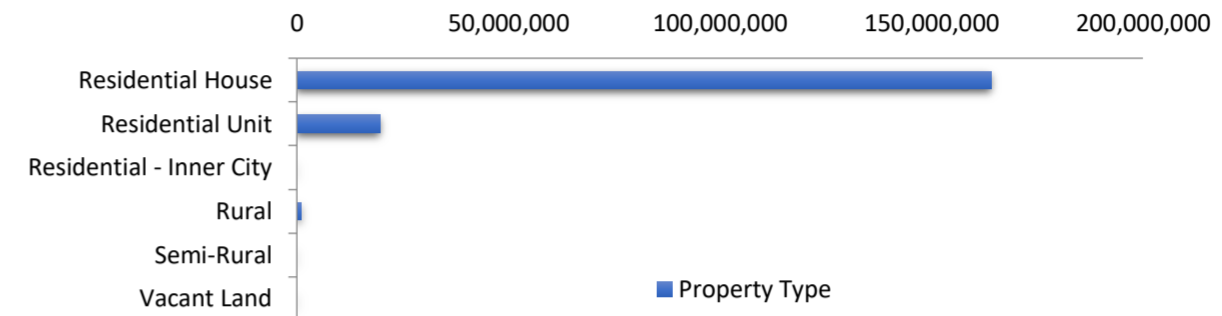 0 50,000,000 100,000,000 150,000,000 200,000,000
Residential House
Residential Unit
Residential - Inner City
Rural
Semi-Rural
Vacant Land
Property Type